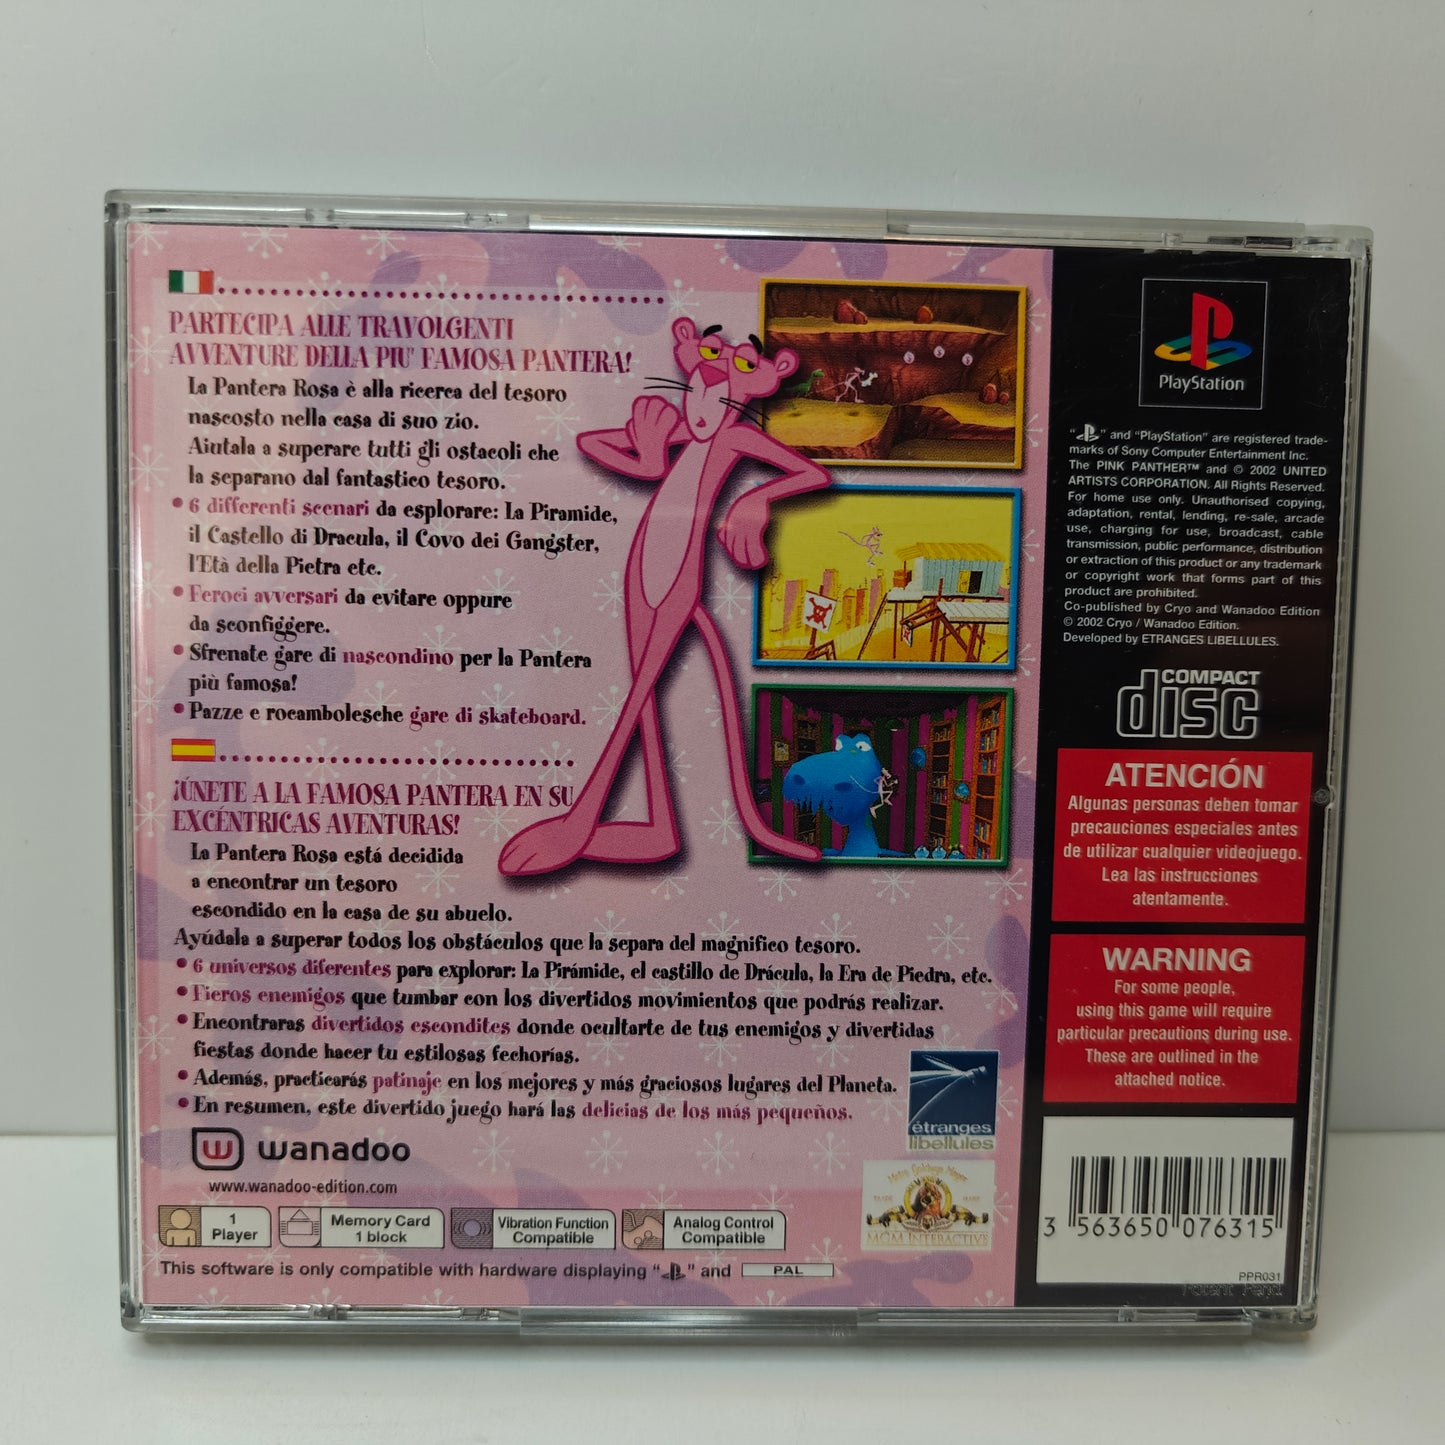 PARTECIPA ALLE TRAVOLGENTI
AVVENTURE DELLA PIU' FAMOSA PANTERA!
La Pantera Rosa è alla ricerca del tesoro
nascosto nella casa di suo zio.
Aiutala a superare tutti gli ostacoli che
la separano dal fantastico tesoro.
• 6 differenti scenari da esplorare: La Piramide,
il Castello di Dracula, il Covo dei Gangster,
l'Età della Pietra etc.
• Feroci avversari da evitare oppure
da sconfiggere.
• Sfrenate gare di nascondino per la Pantera
più famosa!
• Pazze e rocambolesche gare di skateboard.
¡ÚNETE A LA FAMOSA PANTERA EN SU
EXCÉNTRICAS AVENTURAS!
La Pantera Rosa está decidida
a encontrar un tesoro
escondido en la casa de su abuelo.
Ayúdala a superar todos los obstáculos que la separa del magnifico tesoro.
• 6 universos diferentes para explorar: La Pirámide, el castillo de Drácula, la Era de Piedra, etc.
• Fieros enemigos que tumbar con los divertidos movimientos que podrás realizar.
• Encontraras divertidos escondites donde ocultarte de tus enemigos y divertidas
fiestas donde hacer tu estilosas fechorías.
• Además, practicarás patinaje en los mejores y más graciosos lugares del Planeta.
• En resumen, este divertido juego hará las delicias de los más pequeños.
wanadoo
www.wanadoo-edition.com
étranges
libellules
Metro Goldwyn Mayer
TRADE MARK
MGM INTERACTIVE
1
Player
Memory Card
1 block
Vibration Function
Compatible
Analog Control
Compatible
This software is only compatible with hardware displaying "PS" and PAL
PlayStation
"PS" and "PlayStation" are registered trade-
marks of Sony Computer Entertainment Inc.
The PINK PANTHER™ and © 2002 UNITED
ARTISTS CORPORATION. All Rights Reserved.
For home use only. Unauthorised copying,
adaptation, rental, lending, re-sale, arcade
use, charging for use, broadcast, cable
transmission, public performance, distribution
or extraction of this product or any trademark
or copyright work that forms part of this
product are prohibited.
Co-published by Cryo and Wanadoo Edition
© 2002 Cryo / Wanadoo Edition.
Developed by ETRANGES LIBELLULES.
COMPACT
disc
ATENCIÓN
Algunas personas deben tomar
precauciones especiales antes
de utilizar cualquier videojuego.
Lea las instrucciones
atentamente.
WARNING
For some people,
using this game will require
particular precautions during use.
These are outlined in the
attached notice.
3 563650 076315
PPR031
Patent Pend